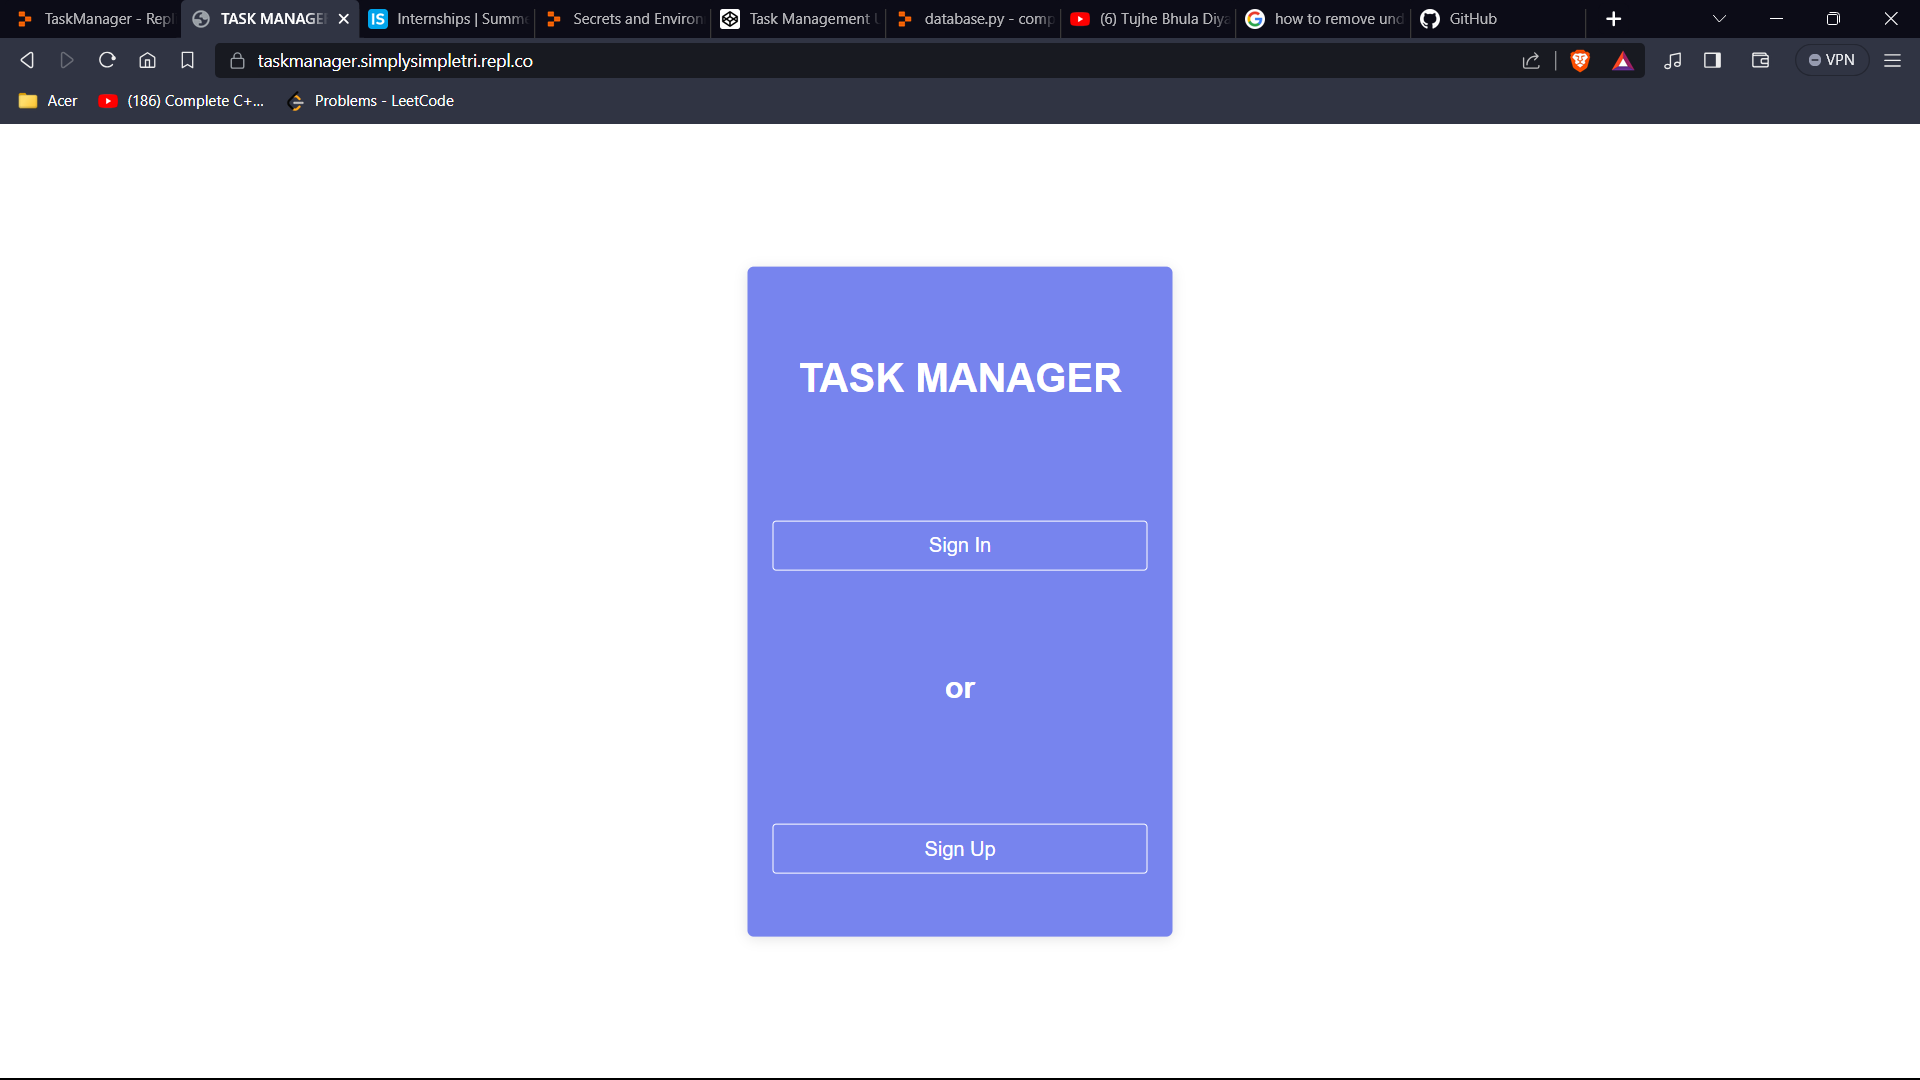 TaskManager - Repl
TASK MANAGER
Internships | Summe
Secrets and Environ
Task Management U
database.py - comp
(6) Tujhe Bhula Diya
how to remove und
GitHub
taskmanager.simplysimpletri.repl.co
VPN
Acer
(186) Complete C+...
Problems - LeetCode
TASK MANAGER
Sign In
or
Sign Up